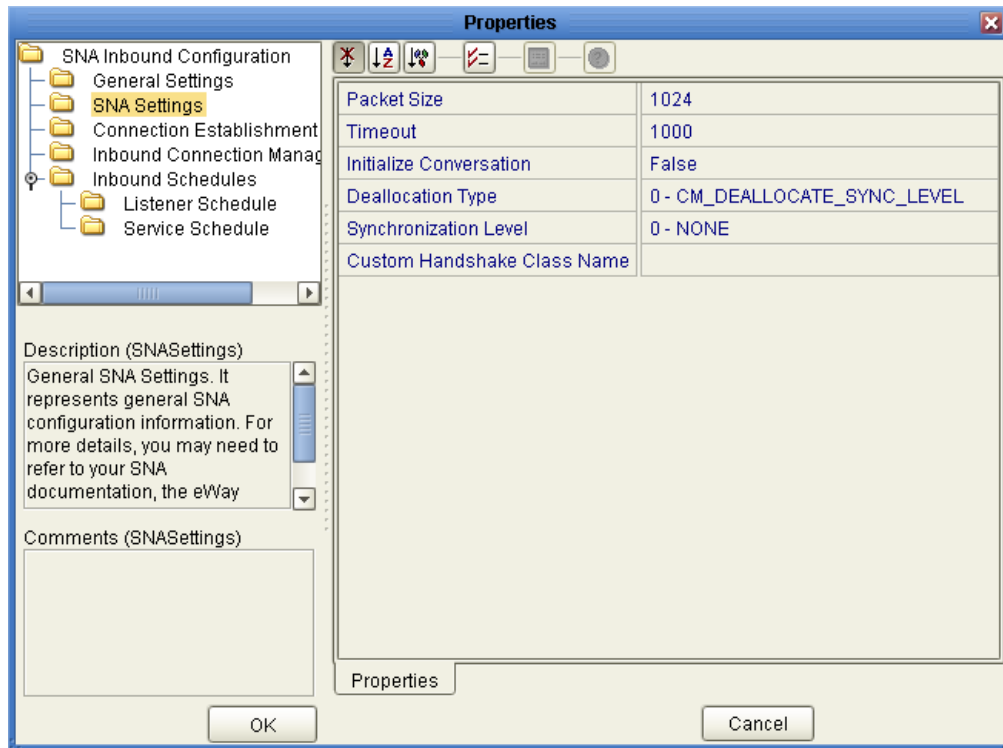 Properties
SNA Inbound Configuration
General Settings
SNA Settings
Connection Establishment
Inbound Connection Manag
Inbound Schedules
Listener Schedule
Service Schedule
Description (SNASettings)
General SNA Settings. It
represents general SNA
configuration information. For
more details, you may need to
refer to your SNA
documentation, the eWay
Comments (SNASettings)
OK
Packet Size 1024
Timeout 1000
Initialize Conversation False
Deallocation Type 0 - CM_DEALLOCATE_SYNC_LEVEL
Synchronization Level 0 - NONE
Custom Handshake Class Name
Properties
Cancel